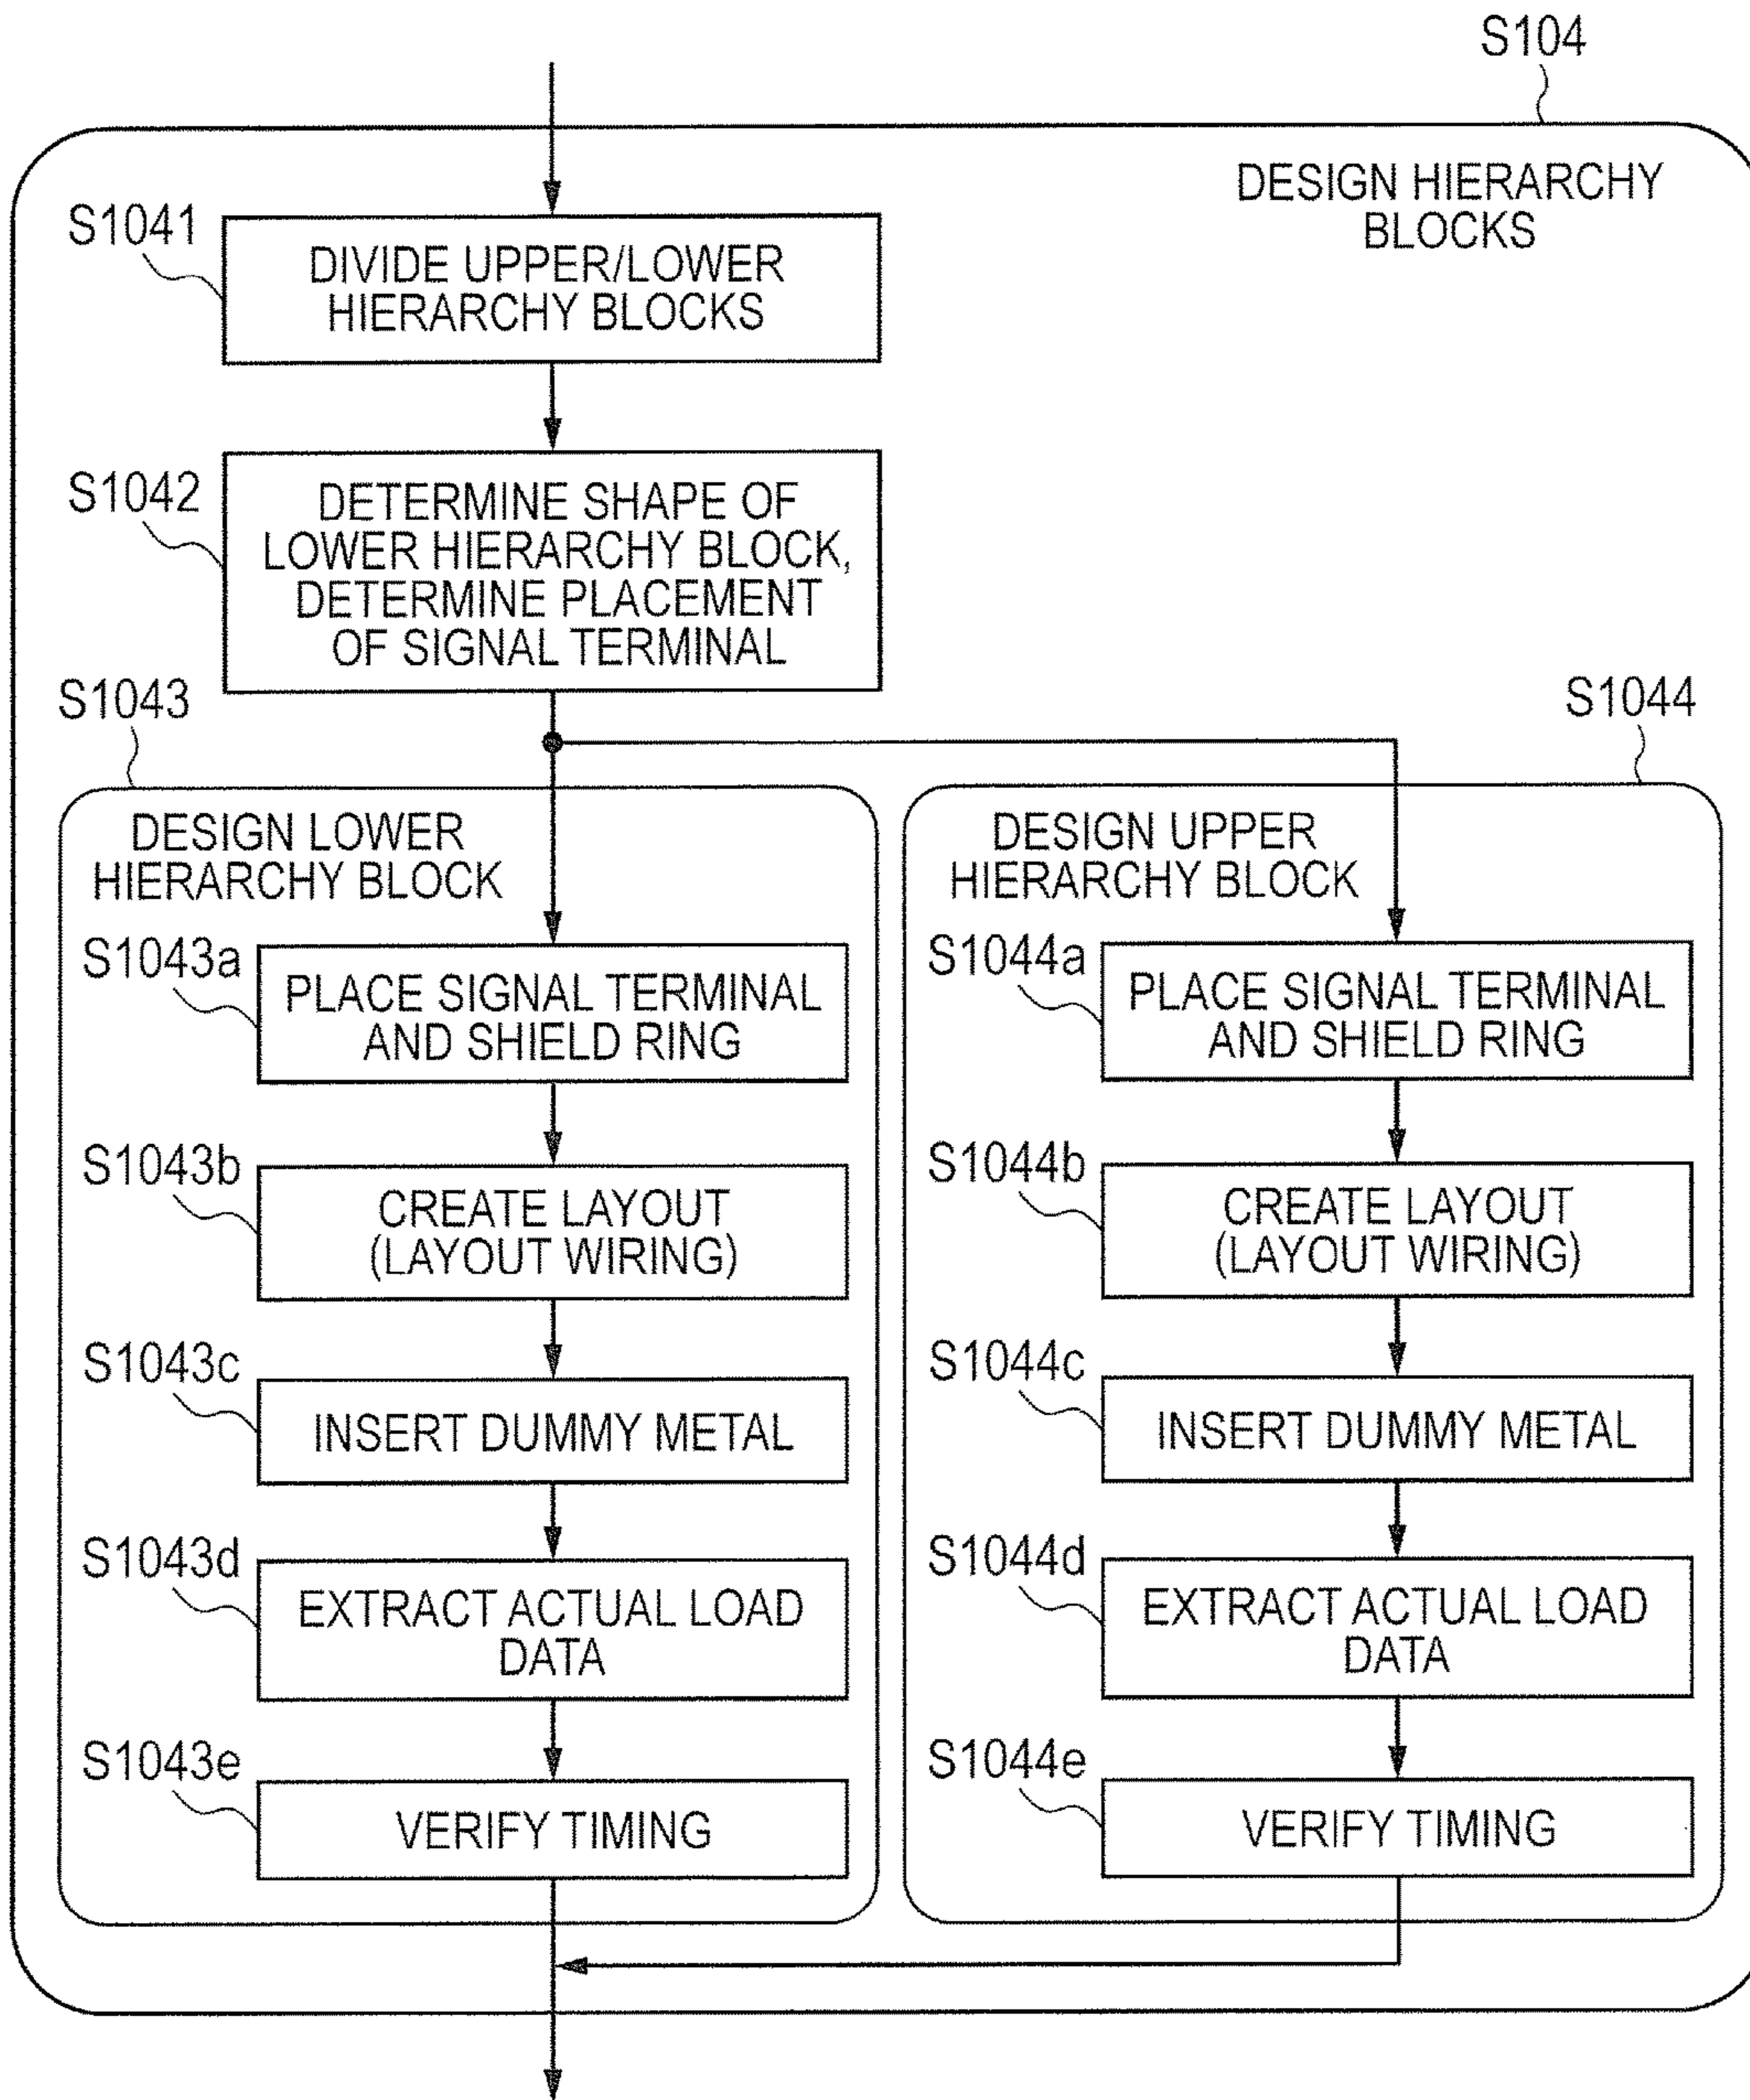 S104
DESIGN HIERARCHY
BLOCKS
S1041
DIVIDE UPPER/LOWER
HIERARCHY BLOCKS
S1042
DETERMINE SHAPE OF
LOWER HIERARCHY BLOCK,
DETERMINE PLACEMENT
OF SIGNAL TERMINAL
S1043
DESIGN LOWER
HIERARCHY BLOCK
S1043a
PLACE SIGNAL TERMINAL
AND SHIELD RING
S1043b
CREATE LAYOUT
(LAYOUT WIRING)
S1043c
INSERT DUMMY METAL
S1043d
EXTRACT ACTUAL LOAD
DATA
S1043e
VERIFY TIMING
S1044
DESIGN UPPER
HIERARCHY BLOCK
S1044a
PLACE SIGNAL TERMINAL
AND SHIELD RING
S1044b
CREATE LAYOUT
(LAYOUT WIRING)
S1044c
INSERT DUMMY METAL
S1044d
EXTRACT ACTUAL LOAD
DATA
S1044e
VERIFY TIMING